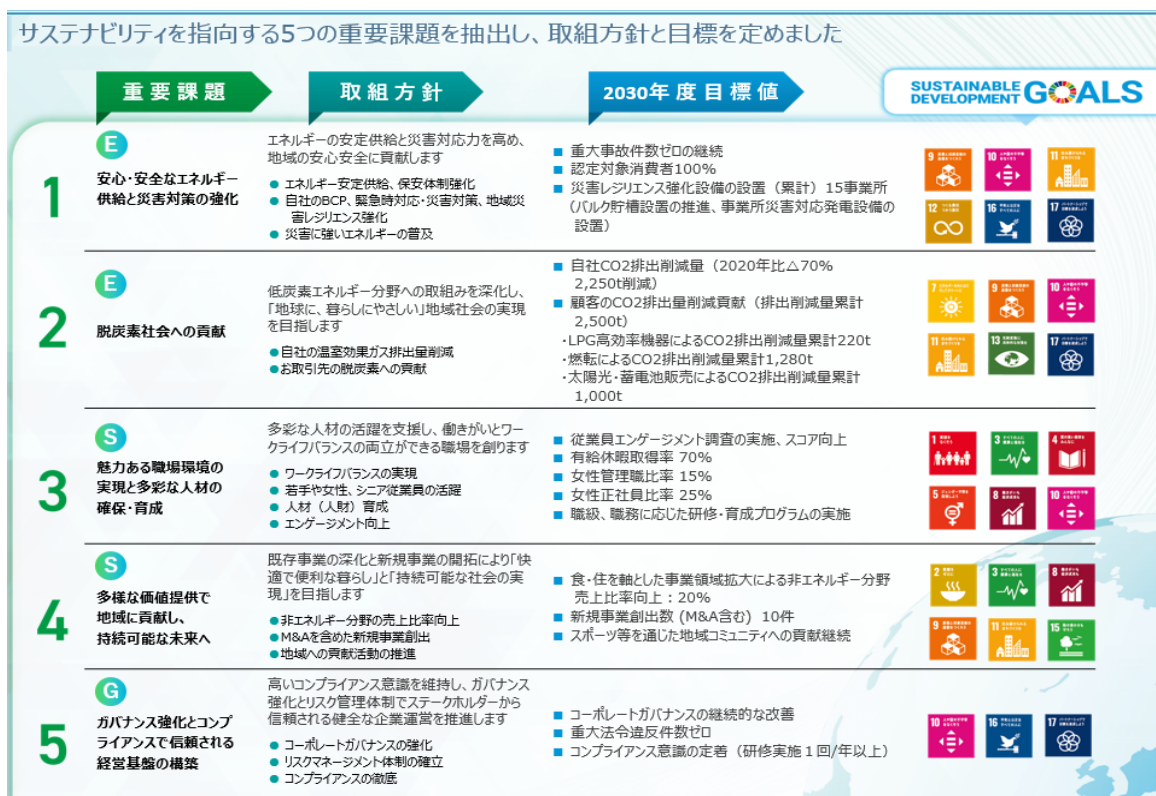 サステナビリティを指向する5つの重要課題を抽出し、取組方針と目標を定めました
重要課題
取組方針
2030年度目標値
SUSTAINABLE
DEVELOPMENT
GOALS
1
E
安心・安全なエネルギー
供給と災害対策の強化
エネルギーの安定供給と災害対応力を高め、
地域の安心安全に貢献します
● エネルギー安定供給、保安体制強化
● 自社のBCP、緊急時対応・災害対策、地域災
害レジリエンス強化
● 災害に強いエネルギーの普及
■ 重大事故件数ゼロの継続
■ 認定対象消費者100%
■ 災害レジリエンス強化設備の設置（累計）15事業所
（バルク貯槽設置の推進、事業所災害対応発電設備の
設置）
9
10
11
12
16
17
2
E
脱炭素社会への貢献
低炭素エネルギー分野への取組みを深化し、
「地球に、暮らしにやさしい」地域社会の実現
を目指します
●自社の温室効果ガス排出量削減
●お取引先の脱炭素への貢献
■ 自社CO2排出削減量（2020年比△70%
2,250t削減）
■ 顧客のCO2排出量削減貢献（排出削減量累計
2,500t）
・LPG高効率機器によるCO2排出削減量累計220t
・燃転によるCO2排出削減量累計1,280t
・太陽光・蓄電池販売によるCO2排出削減量累計
1,000t
7
9
10
11
13
17
3
S
魅力ある職場環境の
実現と多彩な人材の
確保・育成
多彩な人材の活躍を支援し、働きがいとワー
クライフバランスの両立ができる職場を創ります
● ワークライフバランスの実現
● 若手や女性、シニア従業員の活躍
● 人材（人財）育成
● エンゲージメント向上
■ 従業員エンゲージメント調査の実施、スコア向上
■ 有給休暇取得率 70%
■ 女性管理職比率 15%
■ 女性正社員比率 25%
■ 職級、職務に応じた研修・育成プログラムの実施
1
3
4
5
8
10
4
S
多様な価値提供で
地域に貢献し、
持続可能な未来へ
既存事業の深化と新規事業の開拓により「快
適で便利な暮らし」と「持続可能な社会の実
現」を目指します
●非エネルギー分野の売上比率向上
●M&Aを含めた新規事業創出
●地域への貢献活動の推進
■ 食・住を軸とした事業領域拡大による非エネルギー分野
売上比率向上：20%
■ 新規事業創出数 (M&A含む) 10件
■ スポーツ等を通じた地域コミュニティへの貢献継続
2
3
8
9
11
15
5
G
ガバナンス強化とコンプ
ライアンスで信頼される
経営基盤の構築
高いコンプライアンス意識を維持し、ガバナンス
強化とリスク管理体制でステークホルダーから
信頼される健全な企業運営を推進します
● コーポレートガバナンスの強化
● リスクマネージメント体制の確立
● コンプライアンスの徹底
■ コーポレートガバナンスの継続的な改善
■ 重大法令違反件数ゼロ
■ コンプライアンス意識の定着（研修実施１回/年以上）
10
16
17